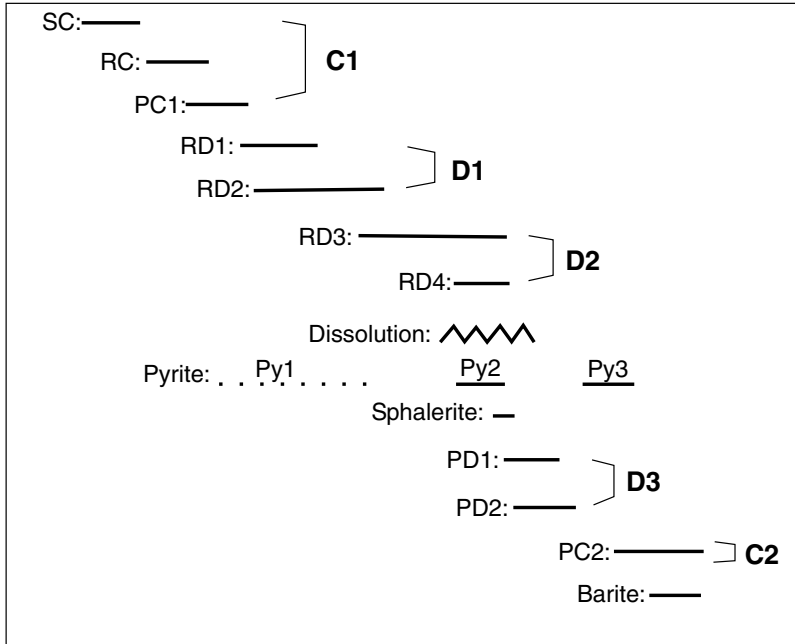 SC:
RC:
C1
PC1:
RD1:
D1
RD2:
RD3:
D2
RD4:
Dissolution:
Py1 Py2 Py3
Pyrite:
Sphalerite:
PD1:
D3
PD2:
PC2:
C2
Barite: